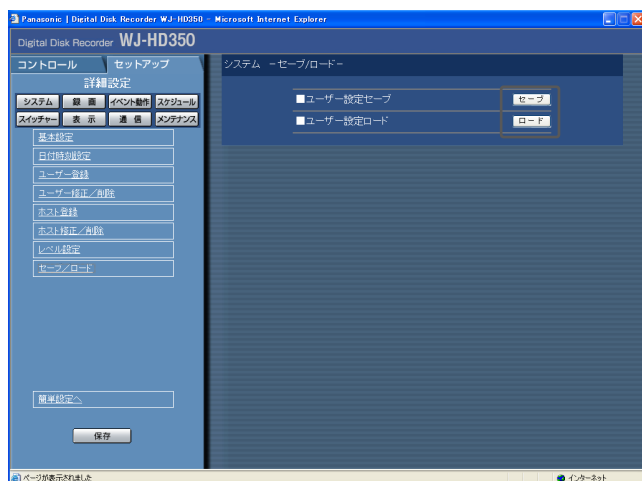 Panasonic | Digital Disk Recorder WJ-HD350 - Microsoft Internet Explorer
Digital Disk Recorder WJ-HD350
コントロール
セットアップ
詳細設定
システム
録 画
イベント動作
スケジュール
スイッチャー
表 示
通 信
メンテナンス
基本設定
日付時刻設定
ユーザー登録
ユーザー修正／削除
ホスト登録
ホスト修正／削除
レベル設定
セーブ／ロード
簡単設定へ
保存
システム －セーブ/ロード－
■ユーザー設定セーブ
セーブ
■ユーザー設定ロード
ロード
ページが表示されました
インターネット